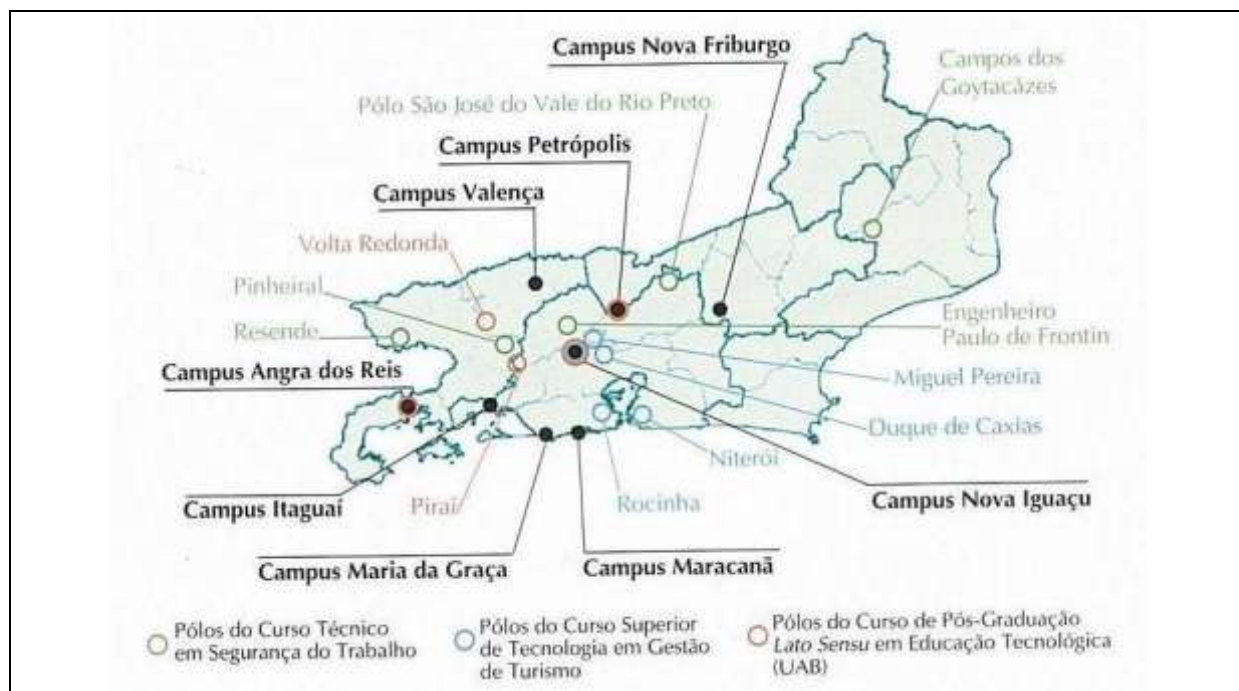 Campus Nova Friburgo
Campos dos
Goytacâzes
Pólo São José do Vale do Rio Preto
Campus Petrópolis
Campus Valença
Volta Redonda
Pinheiral
Resende
Engenheiro
Paulo de Frontin
Campus Angra dos Reis
Miguel Pereira
Duque de Caxias
Niterói
Campus Itaguaí
Piraí
Rocinha
Campus Nova Iguaçu
Campus Maria da Graça
Campus Maracanã
Pólos do Curso Técnico
em Segurança do Trabalho
Pólos do Curso Superior
de Tecnologia em Gestão
de Turismo
Pólos do Curso de Pós-Graduação
Lato Sensu em Educação Tecnológica
(UAB)